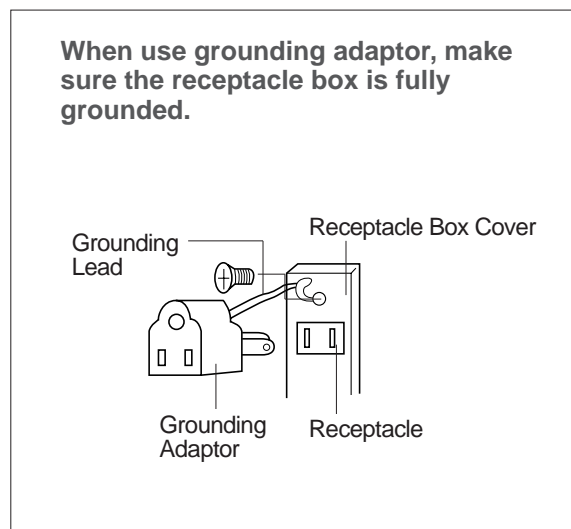 When use grounding adaptor, make
sure the receptacle box is fully
grounded.
Receptacle Box Cover
Grounding
Lead
Grounding
Adaptor
Receptacle